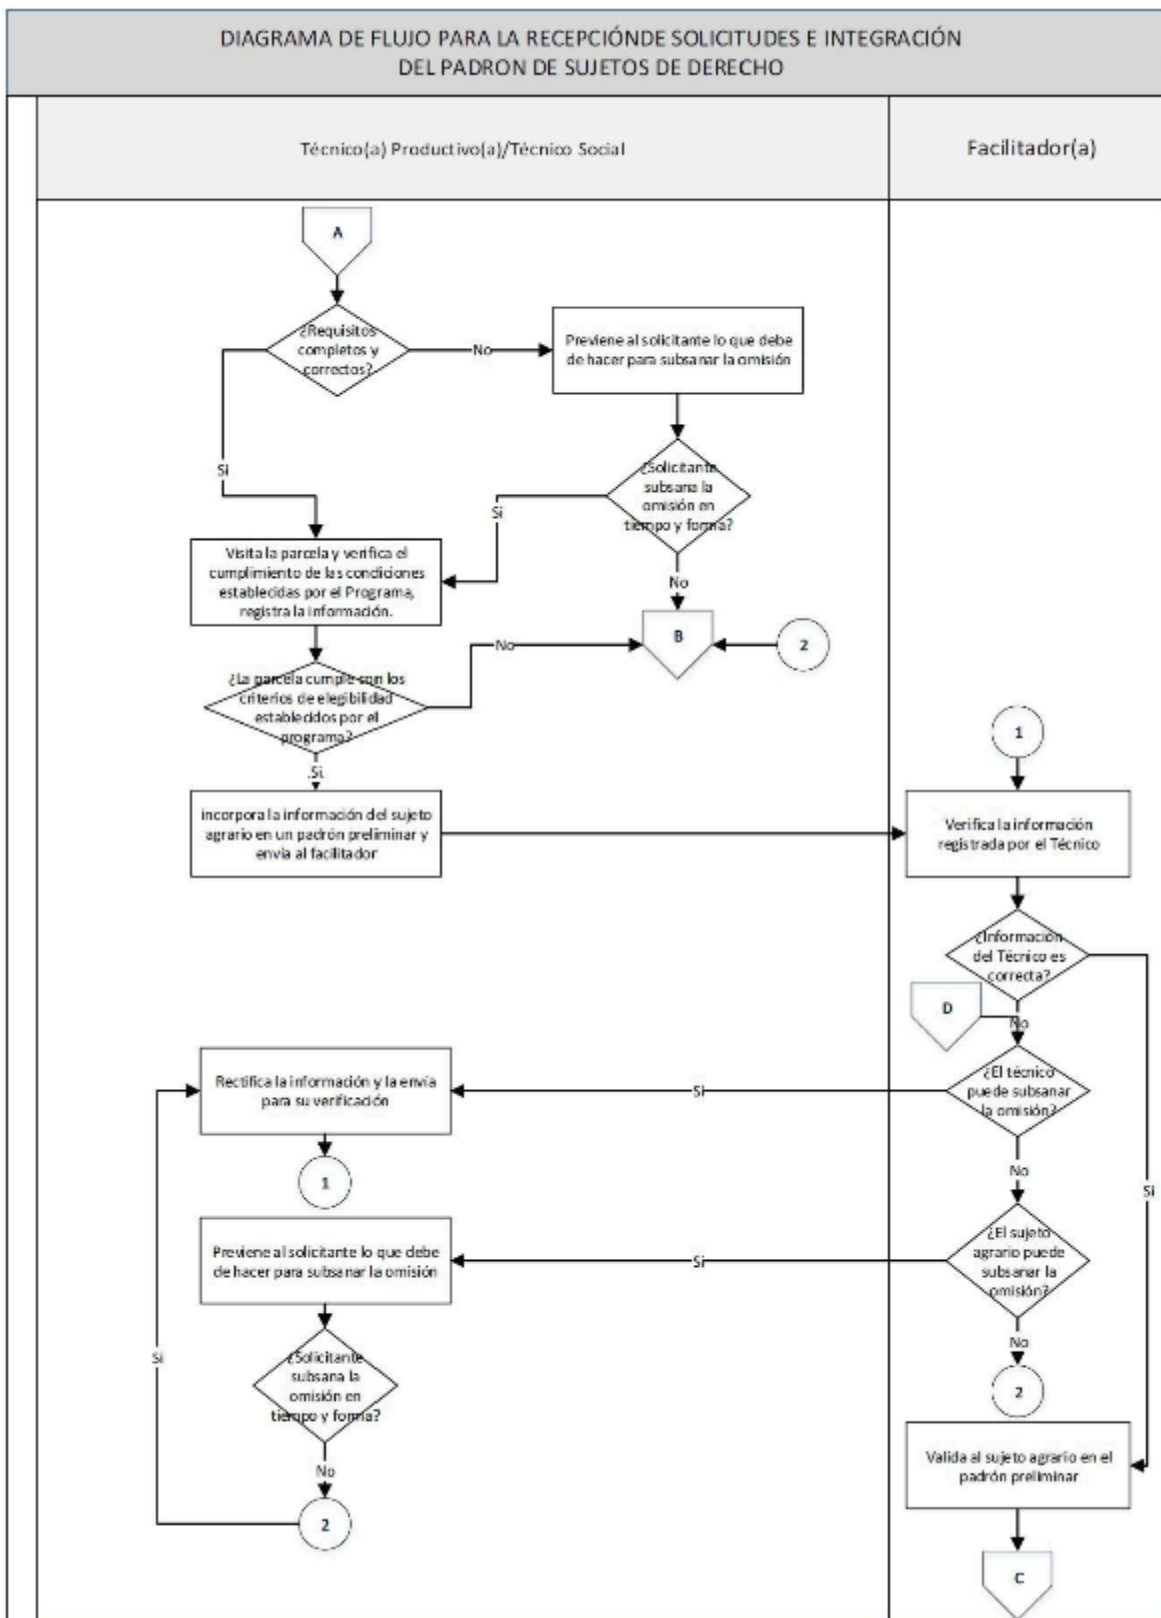 DIAGRAMA DE FLUJO PARA LA RECEPCIÓNDE SOLICITUDES E INTEGRACIÓN
DEL PADRON DE SUJETOS DE DERECHO
Técnico(a) Productivo(a)/Técnico Social
Facilitador(a)
A
¿Requisitos
completos y
correctos?
No
Previene al solicitante lo que debe
de hacer para subsanar la omisión
Si
¿Solicitante
subsana la
omisión en
tiempo y forma?
Si
No
Visita la parcela y verifica el
cumplimiento de las condiciones
establecidas por el Programa,
registra la información.
No
B
2
¿La parcela cumple con los
criterios de elegibilidad
establecidos por el
programa?
.Si
1
incorpora la información del sujeto
agrario en un padrón preliminar y
envía al facilitador
Verifica la información
registrada por el Técnico
¿Información
del Técnico es
correcta?
D
No
Rectifica la información y la envía
para su verificación
Si
¿El técnico
puede subsanar
la omisión?
1
No
Si
Previene al solicitante lo que debe
de hacer para subsanar la omisión
Si
¿El sujeto
agrario puede
subsanar la
omisión?
Si
¿Solicitante
subsana la
omisión en
tiempo y forma?
No
2
No
2
Valida al sujeto agrario en el
padrón preliminar
C